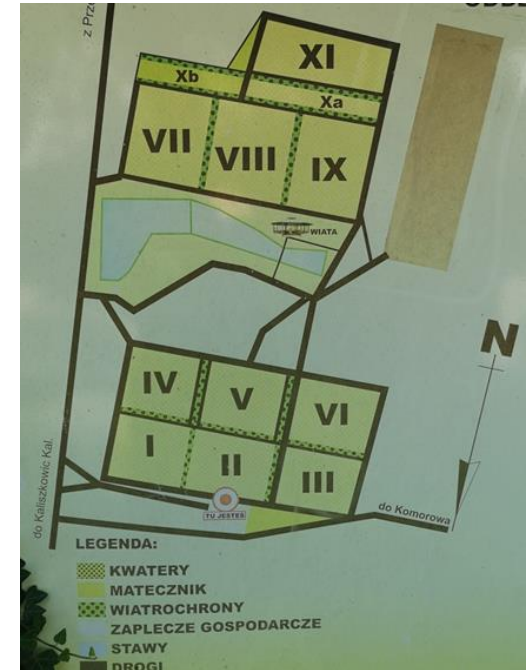 z Prze
XI
Xb
Xa
VII
VIII
IX
WIATA
N
IV
V
VI
I
II
III
TU JESTEŚ
do Kaliszkowic Kal.
do Komorowa
LEGENDA:
KWATERY
MATECZNIK
WIATROCHRONY
ZAPLECZE GOSPODARCZE
STAWY
DROGI